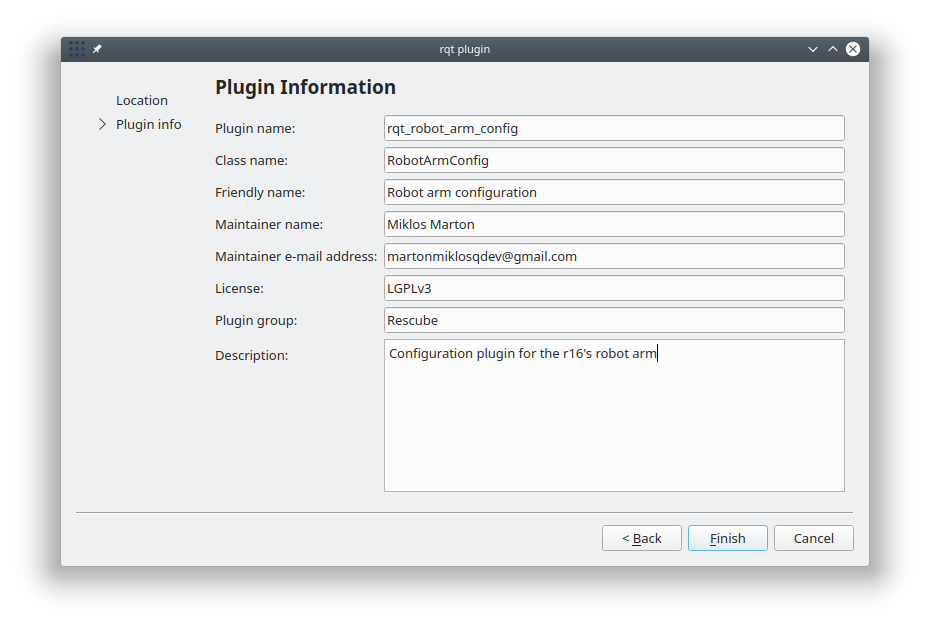 rqt plugin
Location
Plugin info
Plugin Information
Plugin name: rqt_robot_arm_config
Class name: RobotArmConfig
Friendly name: Robot arm configuration
Maintainer name: Miklos Marton
Maintainer e-mail address: martonmiklosqdev@gmail.com
License: LGPLv3
Plugin group: Rescube
Description: Configuration plugin for the r16's robot arm
< Back Finish Cancel